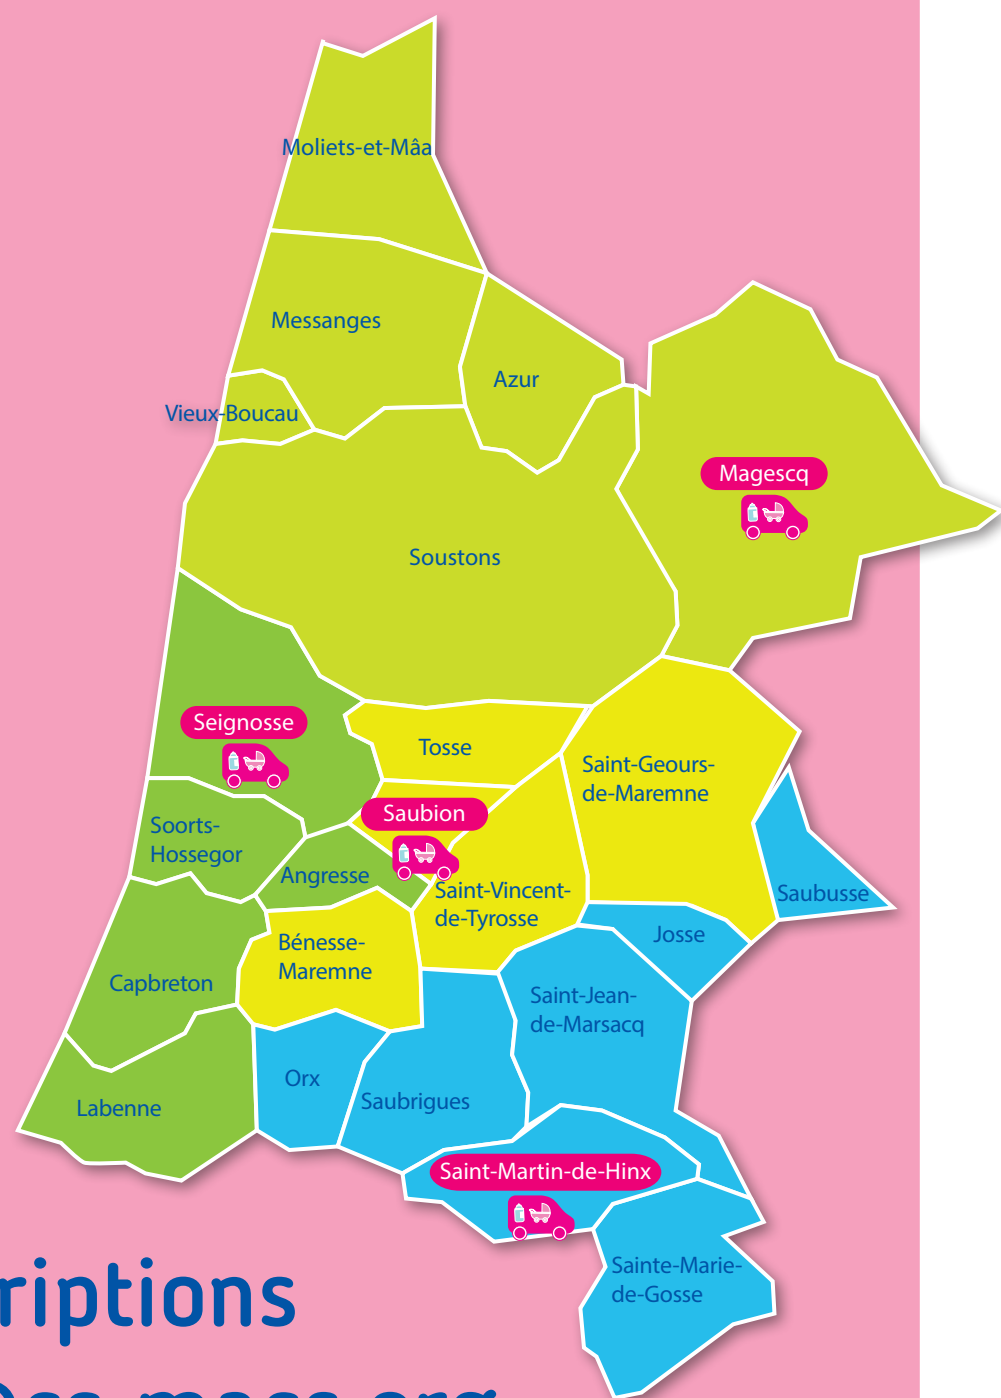 Moliets-et-Mâa
Messanges
Azur
Vieux-Boucau
Magescq
Soustons
Seignosse
Tosse
Saint-Geours-
de-Maremne
Saubion
Soorts-
Hossegor
Angresse
Saint-Vincent-
de-Tyrosse
Saubusse
Bénesse-
Maremne
Josse
Capbreton
Saint-Jean-
de-Marsacq
Orx
Saubrigues
Labenne
Saint-Martin-de-Hinx
Sainte-Marie-
de-Gosse
riptions